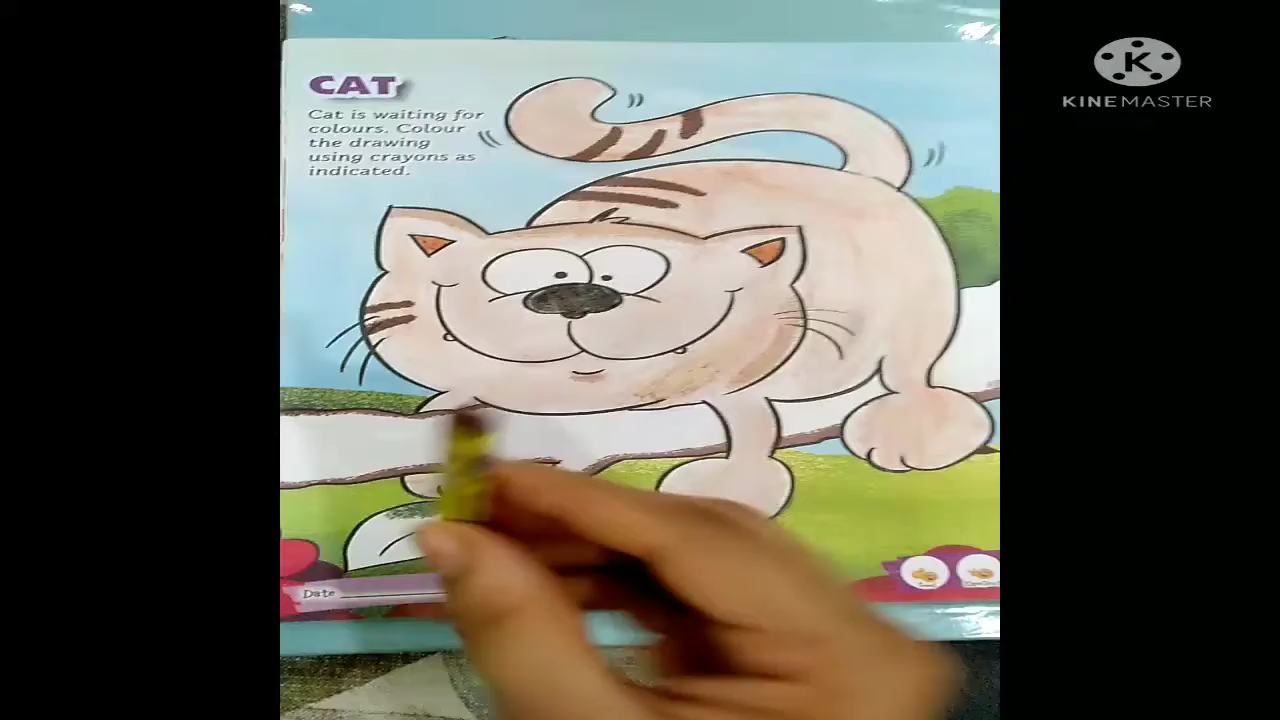 CAT
Cat is waiting for
colours. Colour
the drawing
using crayons as
indicated.
K
KINEMASTER
Date